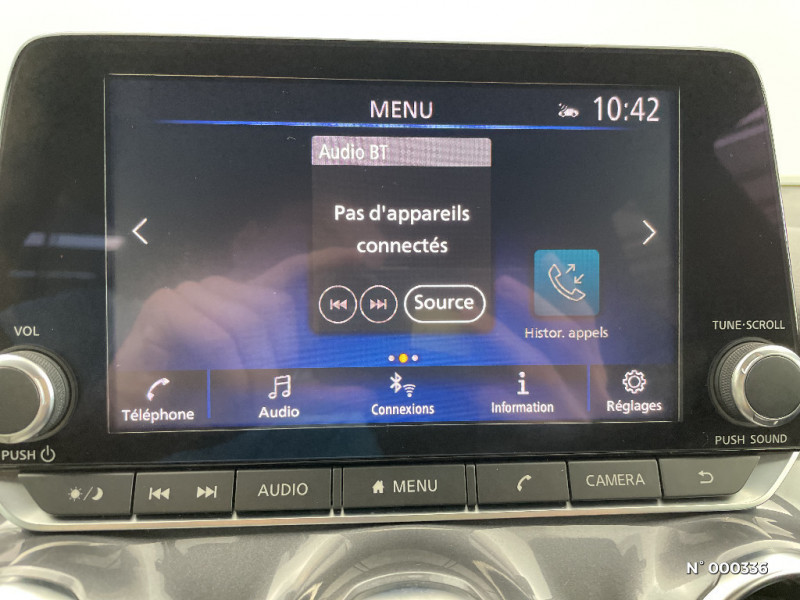 MENU
10:42
Audio BT
Pas d'appareils
connectés
Source
Histor. appels
Téléphone
Audio
Connexions
Information
Réglages
VOL
PUSH
TUNE·SCROLL
PUSH SOUND
AUDIO
MENU
CAMERA
N° 000336